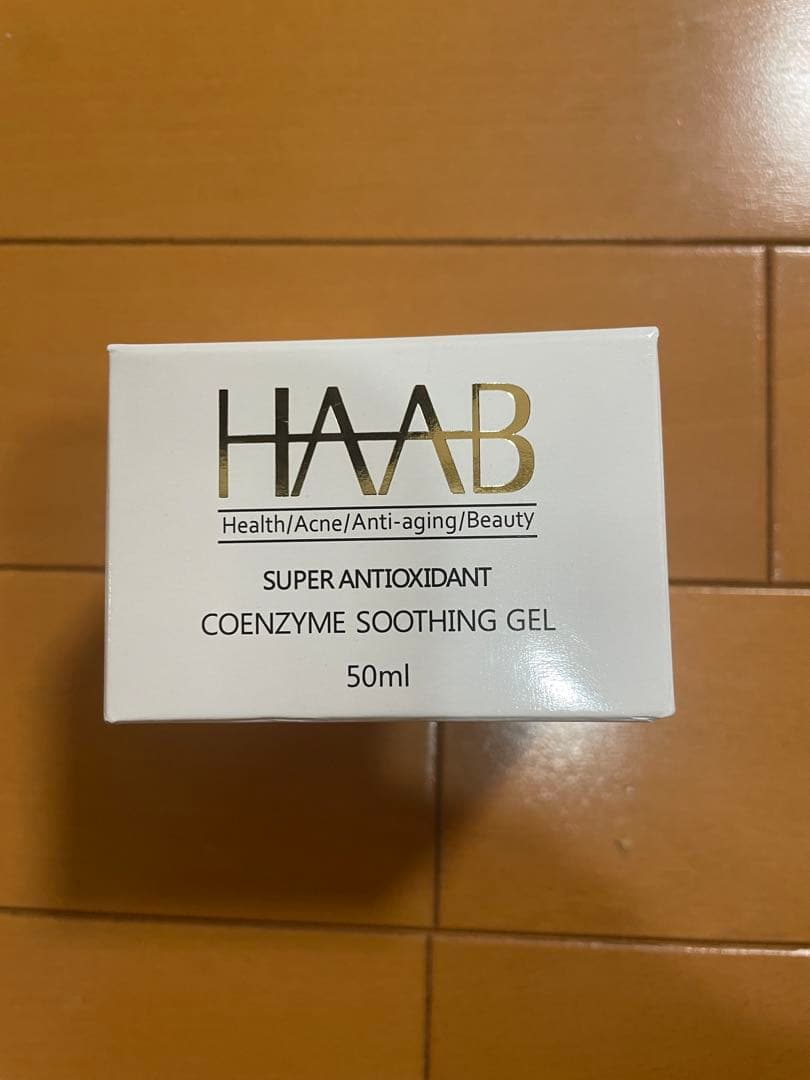 HAAB
Health/Acne/Anti-aging/Beauty
SUPER ANTIOXIDANT
COENZYME SOOTHING GEL
50ml